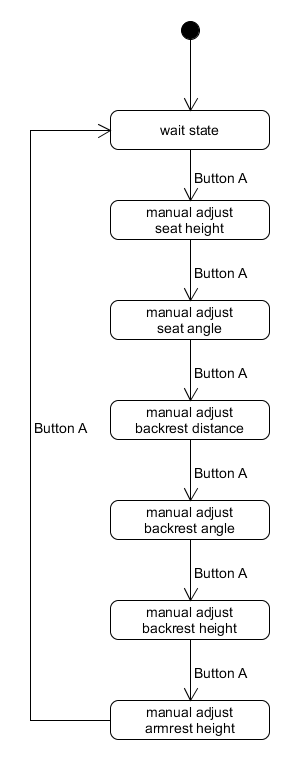 wait state
Button A
manual adjust
seat height
Button A
manual adjust
seat angle
Button A
manual adjust
backrest distance
Button A
manual adjust
backrest angle
Button A
manual adjust
backrest height
Button A
manual adjust
armrest height
Button A